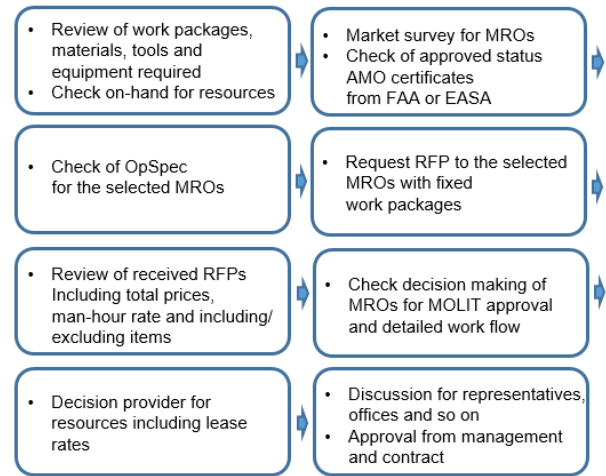 • Review of work packages,
materials, tools and
equipment required
• Check on-hand for resources
• Market survey for MROs
• Check of approved status
AMO certificates
from FAA or EASA
• Check of OpSpec
for the selected MROs
• Request RFP to the selected
MROs with fixed
work packages
• Review of received RFPs
Including total prices,
man-hour rate and including/
excluding items
• Check decision making of
MROs for MOLIT approval
and detailed work flow
• Decision provider for
resources including lease
rates
• Discussion for representatives,
offices and so on
• Approval from management
and contract